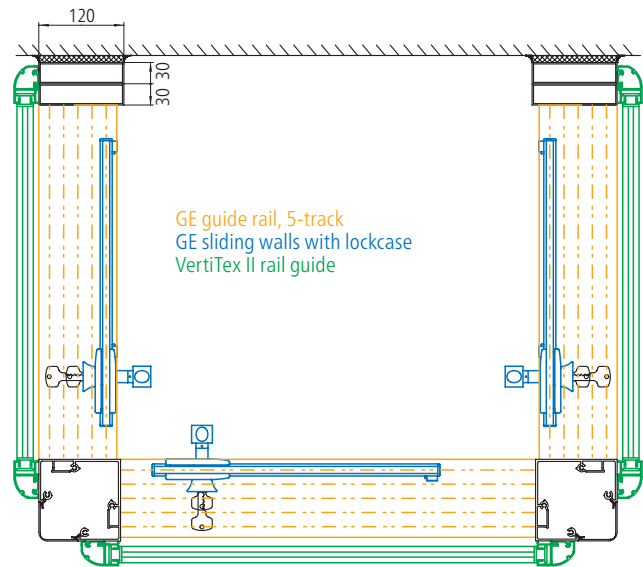 120
30
30
GE guide rail, 5-track
GE sliding walls with lockcase
VertiTex II rail guide